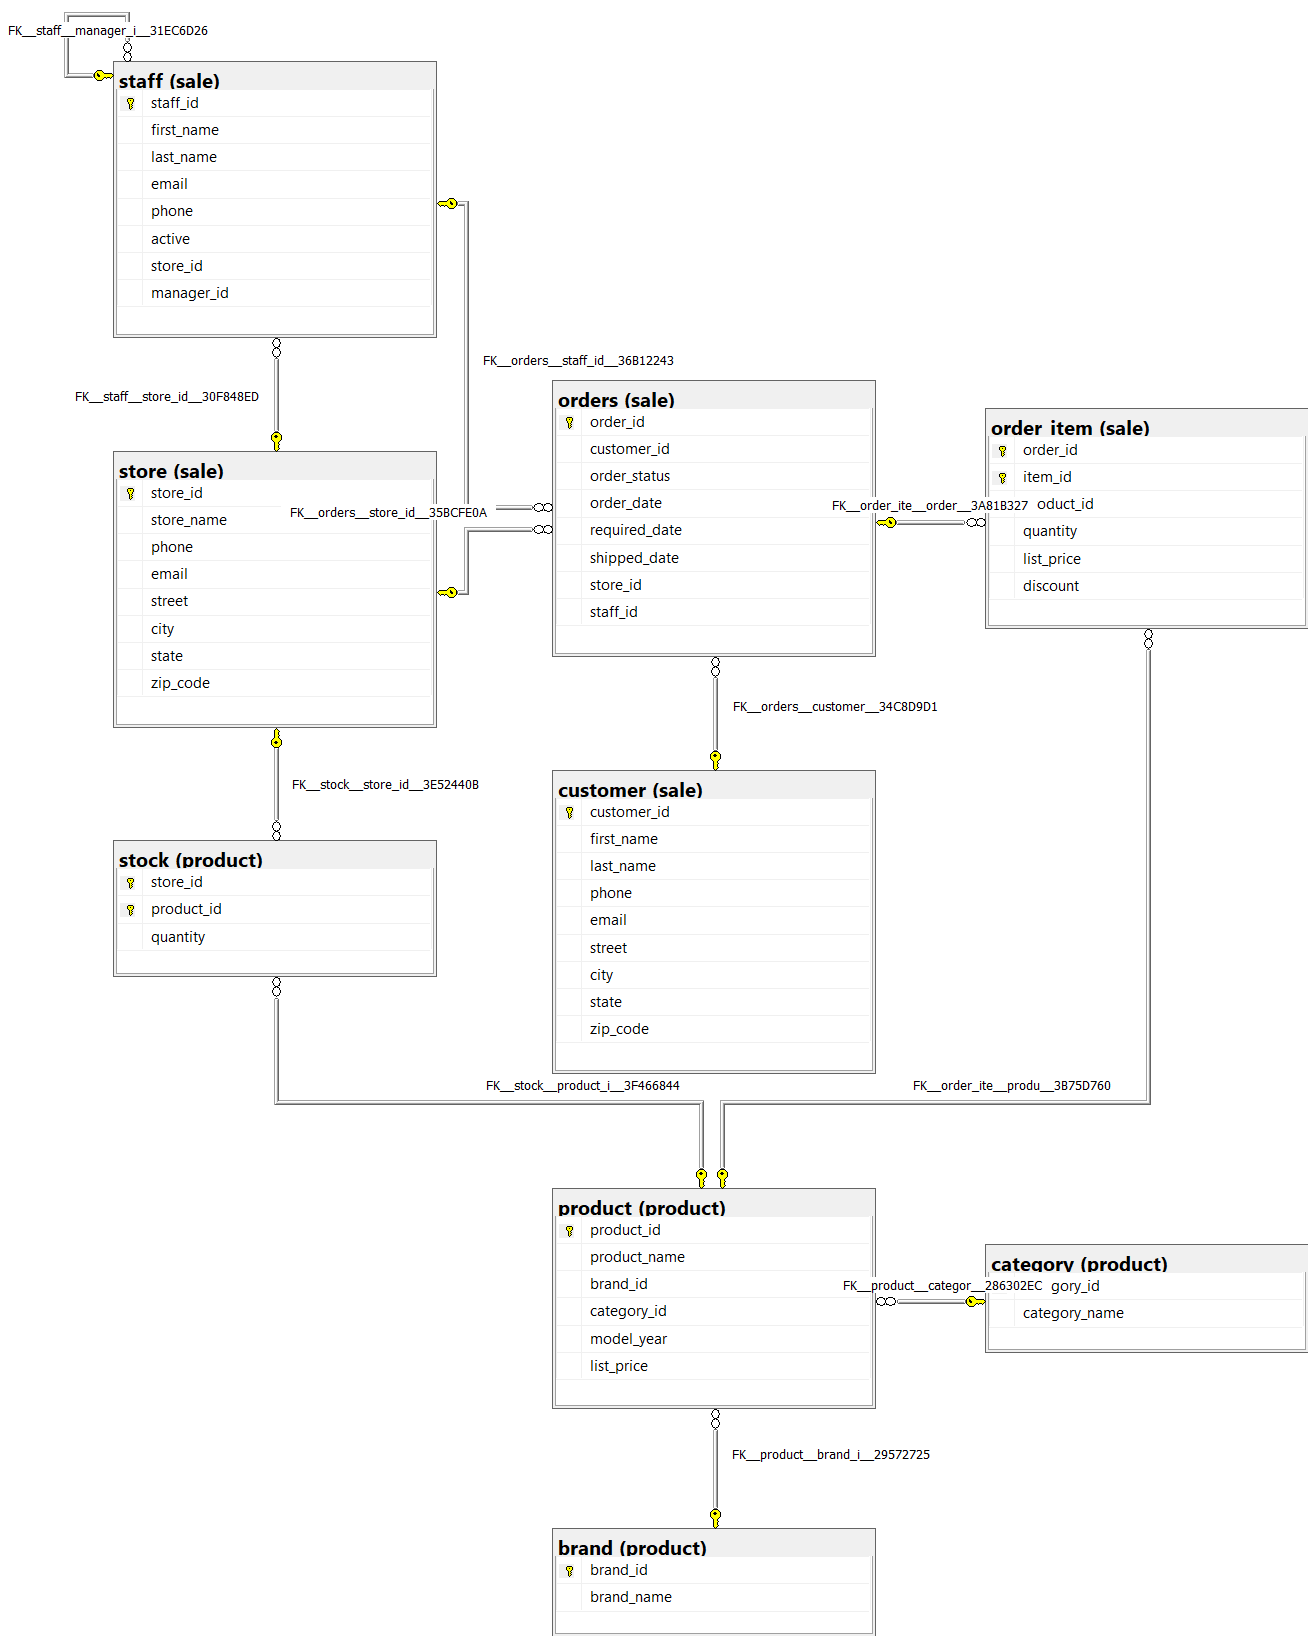 FK__staff__manager_i__31EC6D26
staff (sale)
staff_id
first_name
last_name
email
phone
active
store_id
manager_id
FK__orders__staff_id__36B12243
FK__staff__store_id__30F848ED
store (sale)
store_id
store_name
phone
email
street
city
state
zip_code
FK__orders__store_id__35BCFE0A
orders (sale)
order_id
customer_id
order_status
order_date
required_date
shipped_date
store_id
staff_id
FK__order_ite__order__3A81B327
order_item (sale)
order_id
item_id
oduct_id
quantity
list_price
discount
FK__orders__customer__34C8D9D1
FK__stock__store_id__3E52440B
customer (sale)
customer_id
first_name
last_name
phone
email
street
city
state
zip_code
stock (product)
store_id
product_id
quantity
FK__stock__product_i__3F466844
FK__order_ite__produ__3B75D760
product (product)
product_id
product_name
brand_id
category_id
model_year
list_price
FK__product__categor__286302EC
category (product)
gory_id
category_name
FK__product__brand_i__29572725
brand (product)
brand_id
brand_name